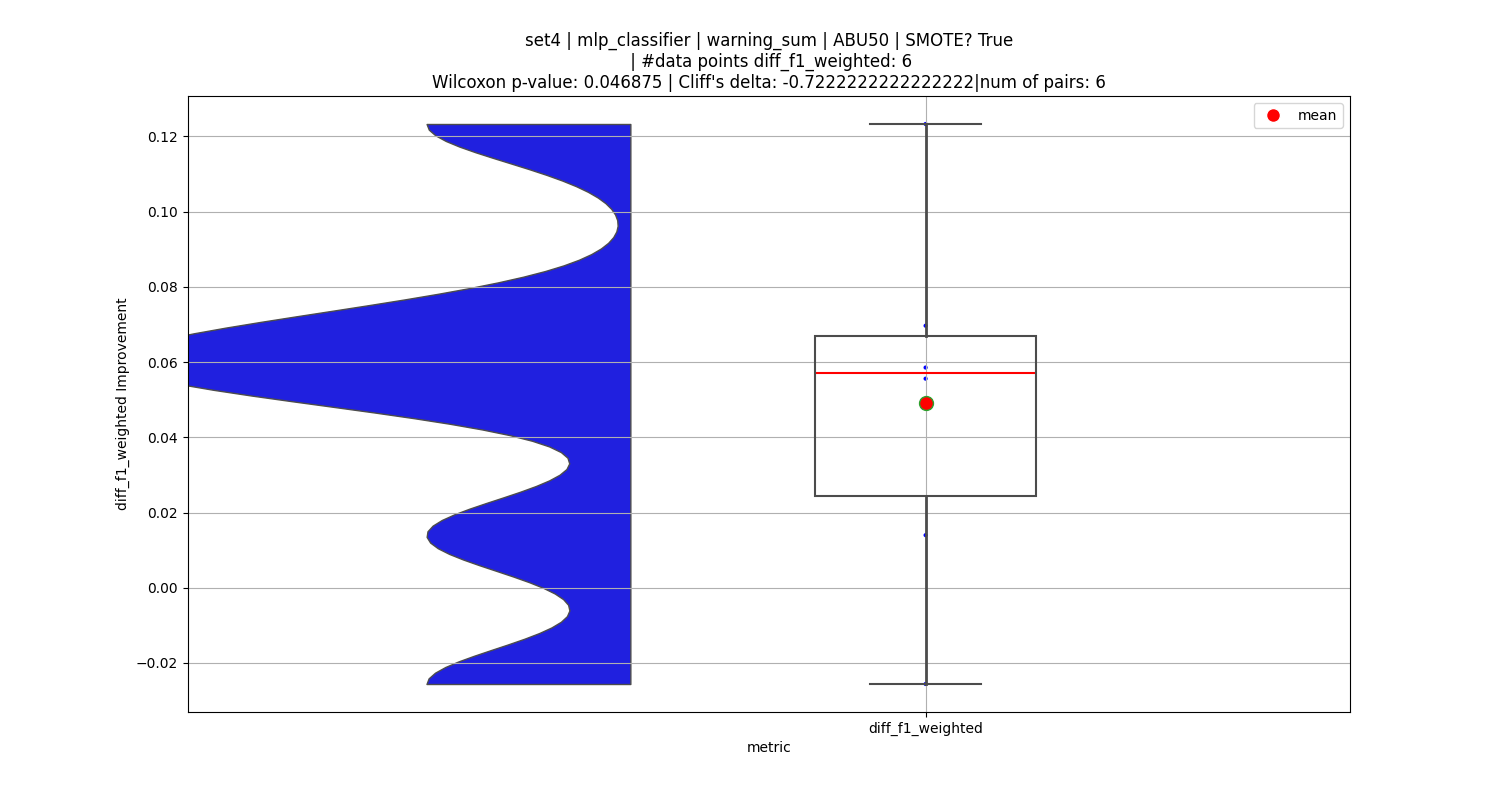 set4 | mlp_classifier | warning_sum | ABU50 | SMOTE? True
| #data points diff_f1_weighted: 6
Wilcoxon p-value: 0.046875 | Cliff's delta: -0.7222222222222222|num of pairs: 6
mean
0.12
0.10
0.08
0.06
0.04
0.02
0.00
−0.02
diff_f1_weighted Improvement
diff_f1_weighted
metric